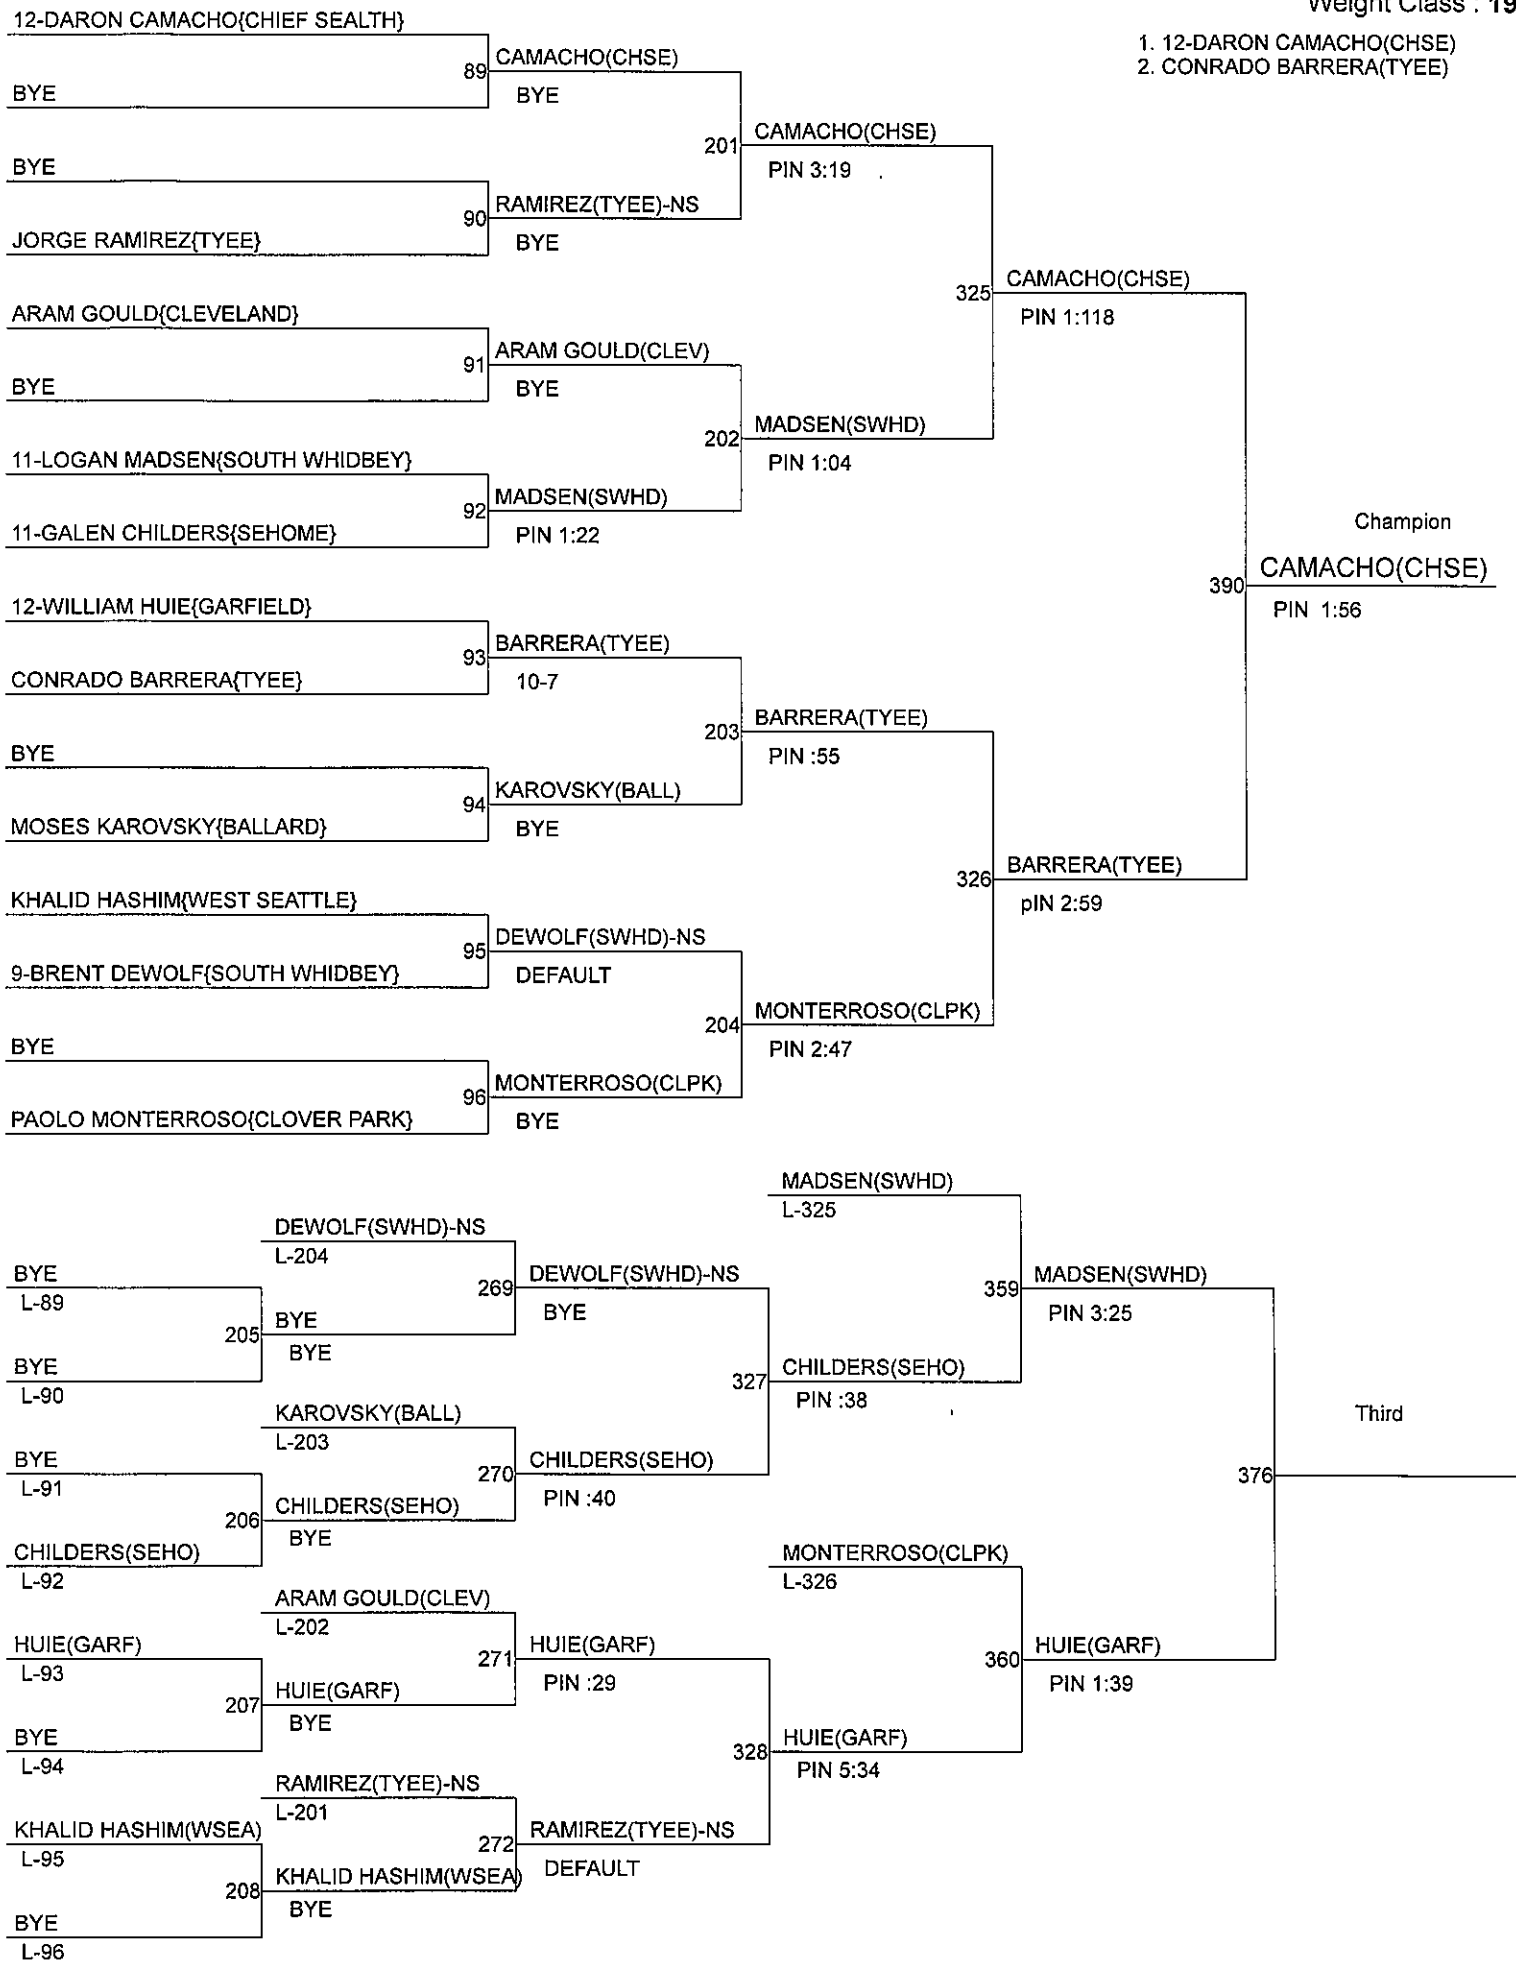 Weight Class : 19
1. 12-DARON CAMACHO(CHSE)
2. CONRADO BARRERA(TYEE)
12-DARON CAMACHO{CHIEF SEALTH}
89
CAMACHO(CHSE)
BYE
BYE
201
CAMACHO(CHSE)
PIN 3:19
BYE
90
RAMIREZ(TYEE)-NS
JORGE RAMIREZ{TYEE}
BYE
325
CAMACHO(CHSE)
PIN 1:118
ARAM GOULD{CLEVELAND}
91
ARAM GOULD(CLEV)
BYE
BYE
202
MADSEN(SWHD)
PIN 1:04
11-LOGAN MADSEN{SOUTH WHIDBEY}
92
MADSEN(SWHD)
11-GALEN CHILDERS{SEHOME}
PIN 1:22
Champion
390
CAMACHO(CHSE)
PIN 1:56
12-WILLIAM HUIE{GARFIELD}
93
BARRERA(TYEE)
CONRADO BARRERA{TYEE}
10-7
203
BARRERA(TYEE)
PIN :55
BYE
94
KAROVSKY(BALL)
MOSES KAROVSKY{BALLARD}
BYE
326
BARRERA(TYEE)
pIN 2:59
KHALID HASHIM{WEST SEATTLE}
95
DEWOLF(SWHD)-NS
9-BRENT DEWOLF{SOUTH WHIDBEY}
DEFAULT
204
MONTERROSO(CLPK)
PIN 2:47
BYE
96
MONTERROSO(CLPK)
PAOLO MONTERROSO{CLOVER PARK}
BYE
MADSEN(SWHD)
L-325
DEWOLF(SWHD)-NS
L-204
BYE
L-89
269
DEWOLF(SWHD)-NS
BYE
359
MADSEN(SWHD)
PIN 3:25
205
BYE
BYE
BYE
L-90
327
CHILDERS(SEHO)
PIN :38
KAROVSKY(BALL)
L-203
Third
BYE
L-91
270
CHILDERS(SEHO)
PIN :40
376
206
CHILDERS(SEHO)
BYE
CHILDERS(SEHO)
L-92
MONTERROSO(CLPK)
L-326
ARAM GOULD(CLEV)
L-202
HUIE(GARF)
L-93
271
HUIE(GARF)
PIN :29
360
HUIE(GARF)
PIN 1:39
207
HUIE(GARF)
BYE
BYE
L-94
328
HUIE(GARF)
PIN 5:34
RAMIREZ(TYEE)-NS
L-201
KHALID HASHIM(WSEA)
L-95
272
RAMIREZ(TYEE)-NS
DEFAULT
208
KHALID HASHIM(WSEA)
BYE
BYE
L-96